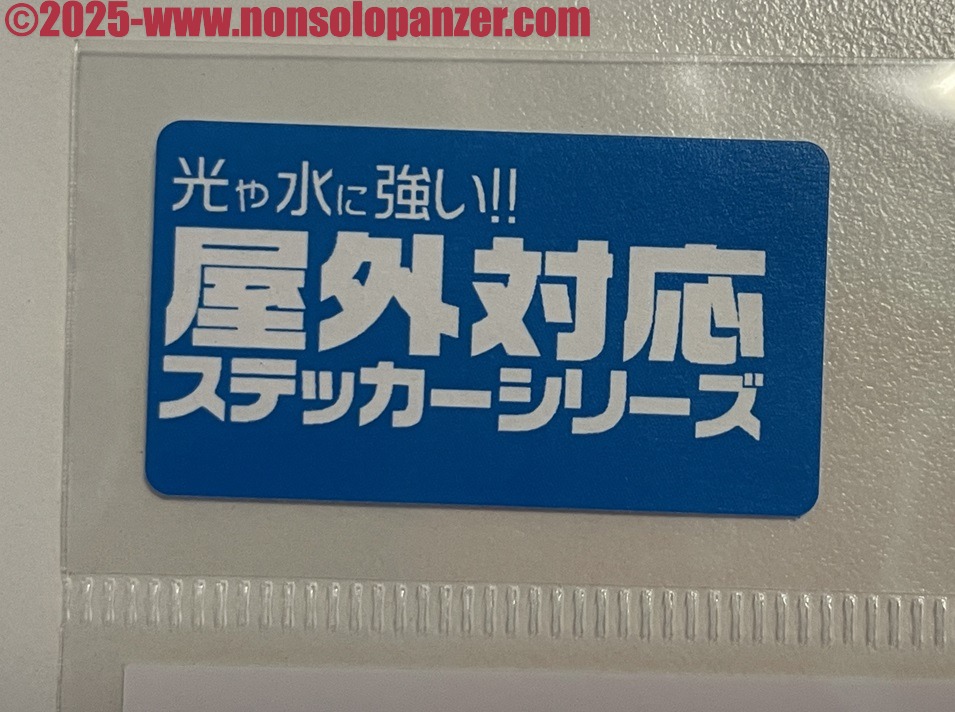 ©2025-www.nonsolopanzer.com
光や水に強い!!
屋外対応
ステッカーシリーズ